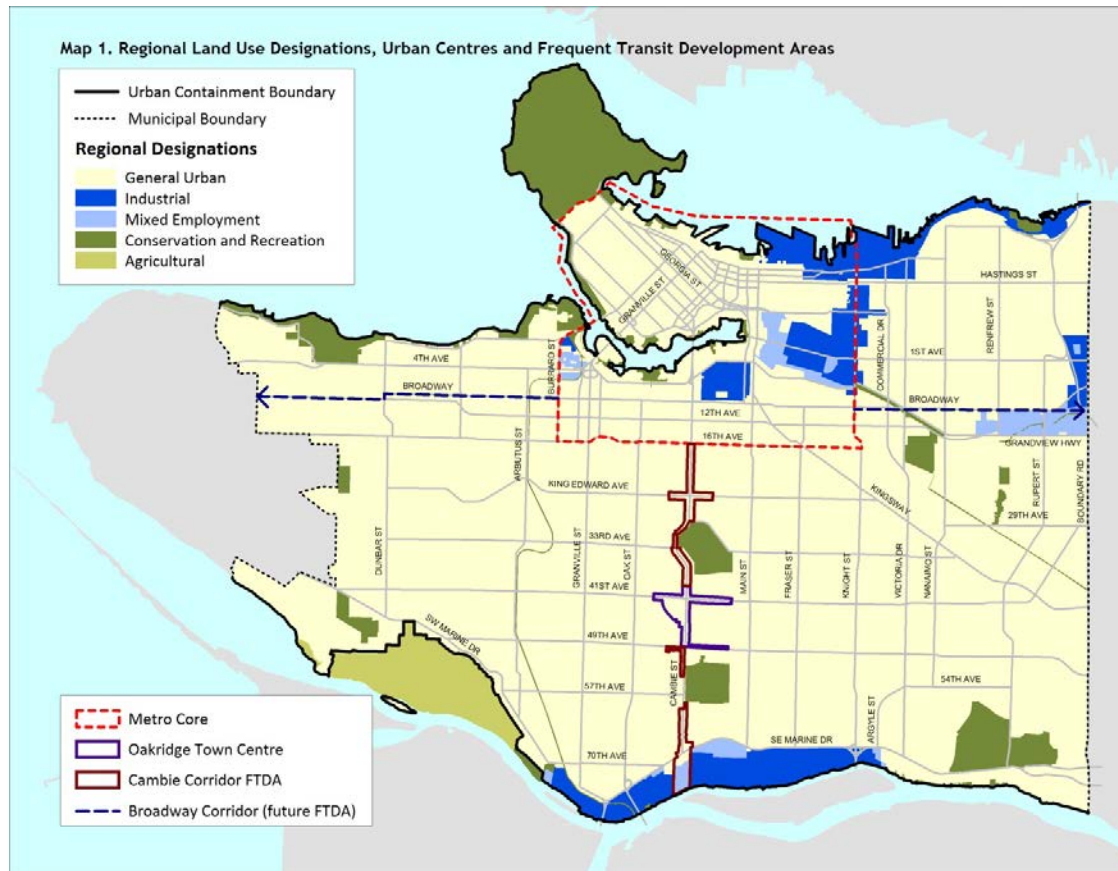 Map 1. Regional Land Use Designations, Urban Centres and Frequent Transit Development Areas
Urban Containment Boundary
Municipal Boundary
Regional Designations
General Urban
Industrial
Mixed Employment
Conservation and Recreation
Agricultural
GEORGIA ST
GRANVILLE ST
HASTINGS ST
COMMERCIAL DR
RENFREW ST
BURRARD ST
4TH AVE
1ST AVE
BROADWAY
BROADWAY
12TH AVE
16TH AVE
GRANDVIEW HWY
ARBUTUS ST
KING EDWARD AVE
KINGSWAY
RUPERT ST
BOUNDARY RD
29TH AVE
DUNBAR ST
GRANVILLE ST
OAK ST
33RD AVE
MAIN ST
FRASER ST
KNIGHT ST
VICTORIA DR
NANAIMO ST
41ST AVE
SW MARINE DR
49TH AVE
CAMBIE ST
57TH AVE
54TH AVE
ARGYLE ST
SE MARINE DR
70TH AVE
Metro Core
Oakridge Town Centre
Cambie Corridor FTDA
Broadway Corridor (future FTDA)